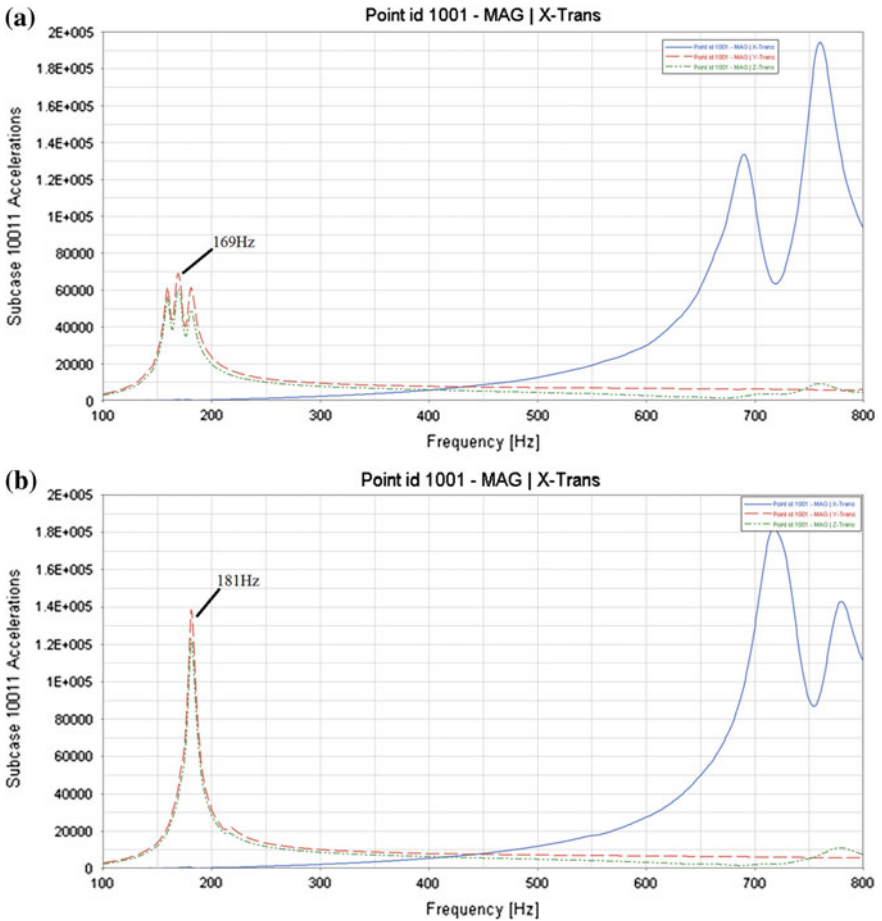 (a)
Point id 1001 - MAG | X-Trans
2E+005
1.8E+005
1.6E+005
1.4E+005
1.2E+005
1E+005
80000
60000
40000
20000
0
Subcase 10011 Accelerations
Point id 1001 - MAG | X-Trans
Point id 1001 - MAG | Y-Trans
Point id 1001 - MAG | Z-Trans
169Hz
100 200 300 400 500 600 700 800
Frequency [Hz]
(b)
Point id 1001 - MAG | X-Trans
2E+005
1.8E+005
1.6E+005
1.4E+005
1.2E+005
1E+005
80000
60000
40000
20000
0
Subcase 10011 Accelerations
Point id 1001 - MAG | X-Trans
Point id 1001 - MAG | Y-Trans
Point id 1001 - MAG | Z-Trans
181Hz
100 200 300 400 500 600 700 800
Frequency [Hz]